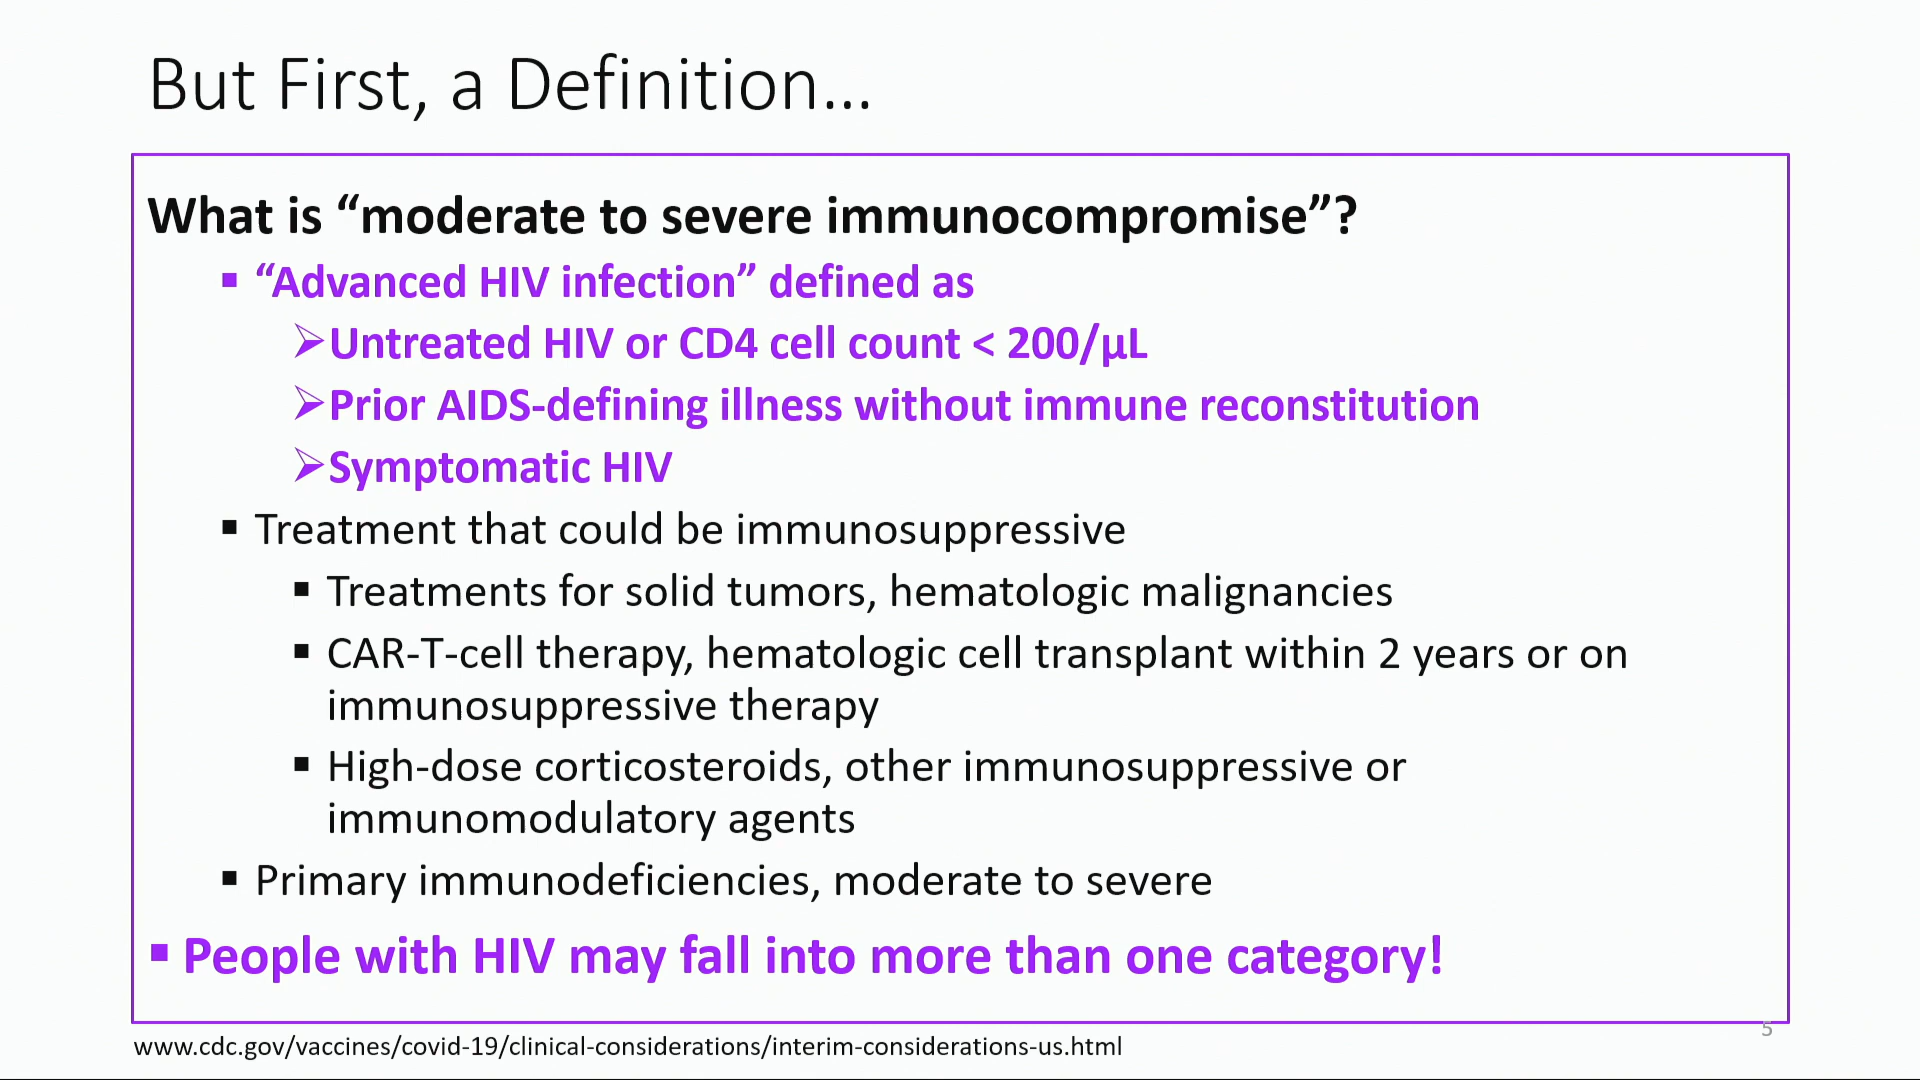 But First, a Definition...
What is “moderate to severe immunocompromise”?
▪ “Advanced HIV infection” defined as
➢Untreated HIV or CD4 cell count < 200/µL
➢Prior AIDS-defining illness without immune reconstitution
➢Symptomatic HIV
▪ Treatment that could be immunosuppressive
▪ Treatments for solid tumors, hematologic malignancies
▪ CAR-T-cell therapy, hematologic cell transplant within 2 years or on
immunosuppressive therapy
▪ High-dose corticosteroids, other immunosuppressive or
immunomodulatory agents
▪ Primary immunodeficiencies, moderate to severe
▪ People with HIV may fall into more than one category!
5
www.cdc.gov/vaccines/covid-19/clinical-considerations/interim-considerations-us.html